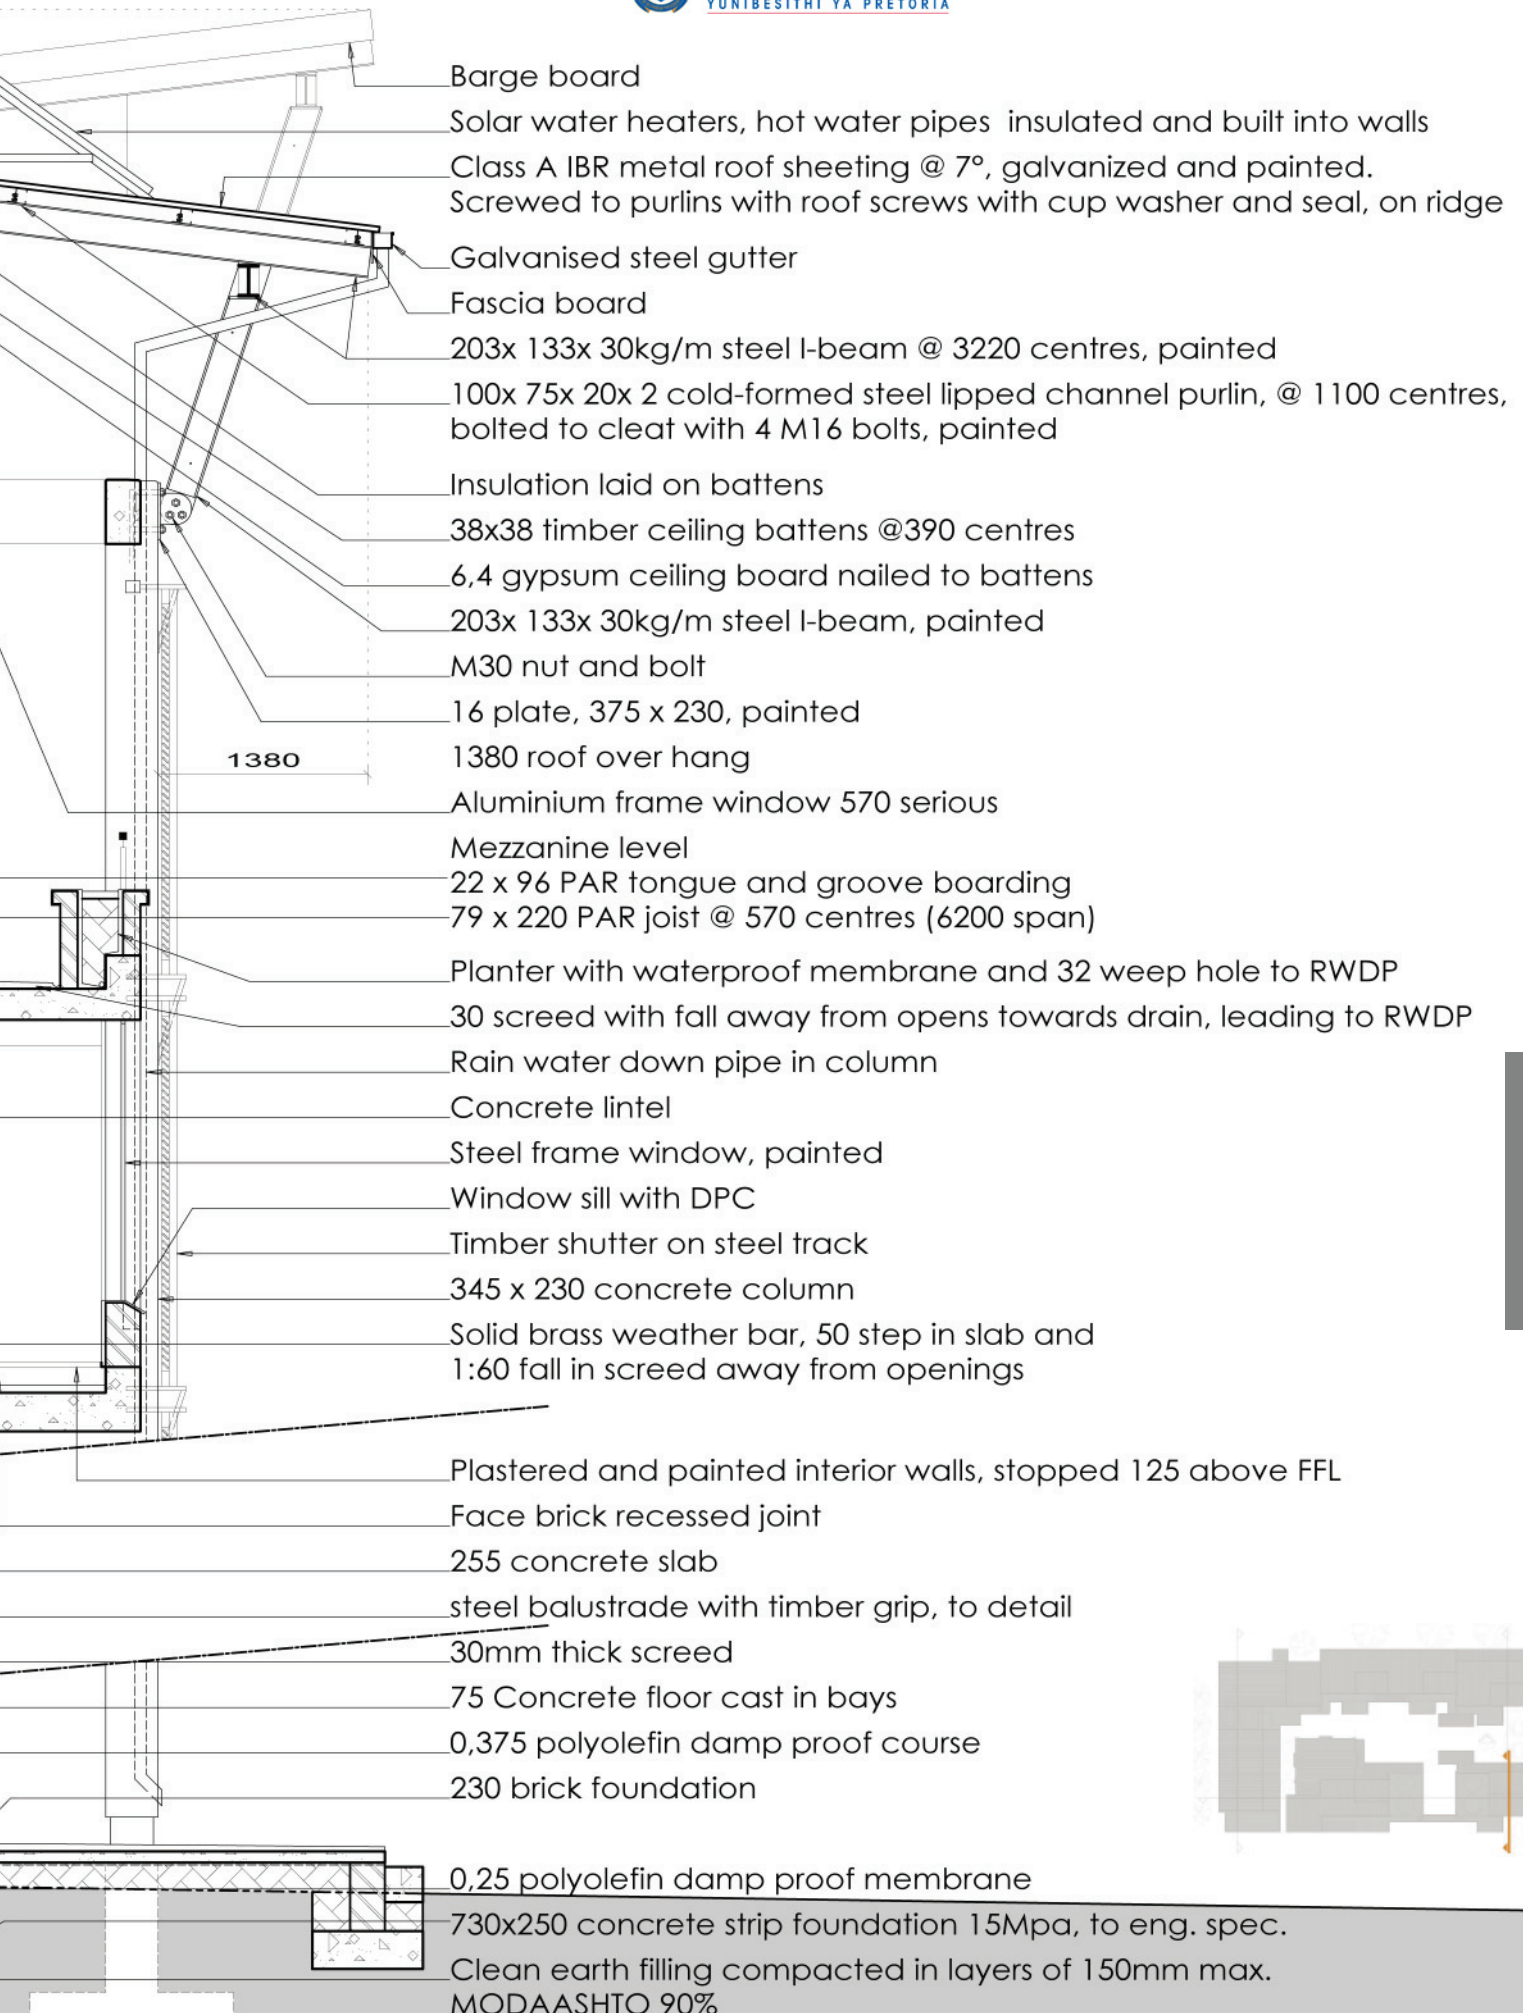 YUNIBESITHI YA PRETORIA
Barge board
Solar water heaters, hot water pipes insulated and built into walls
Class A IBR metal roof sheeting @ 7°, galvanized and painted.
Screwed to purlins with roof screws with cup washer and seal, on ridge
Galvanised steel gutter
Fascia board
203x 133x 30kg/m steel I-beam @ 3220 centres, painted
100x 75x 20x 2 cold-formed steel lipped channel purlin, @ 1100 centres,
bolted to cleat with 4 M16 bolts, painted
Insulation laid on battens
38x38 timber ceiling battens @390 centres
6,4 gypsum ceiling board nailed to battens
203x 133x 30kg/m steel I-beam, painted
M30 nut and bolt
16 plate, 375 x 230, painted
1380
1380 roof over hang
Aluminium frame window 570 serious
Mezzanine level
22 x 96 PAR tongue and groove boarding
79 x 220 PAR joist @ 570 centres (6200 span)
Planter with waterproof membrane and 32 weep hole to RWDP
30 screed with fall away from opens towards drain, leading to RWDP
Rain water down pipe in column
Concrete lintel
Steel frame window, painted
Window sill with DPC
Timber shutter on steel track
345 x 230 concrete column
Solid brass weather bar, 50 step in slab and
1:60 fall in screed away from openings
Plastered and painted interior walls, stopped 125 above FFL
Face brick recessed joint
255 concrete slab
steel balustrade with timber grip, to detail
30mm thick screed
75 Concrete floor cast in bays
0,375 polyolefin damp proof course
230 brick foundation
0,25 polyolefin damp proof membrane
730x250 concrete strip foundation 15Mpa, to eng. spec.
Clean earth filling compacted in layers of 150mm max.
MODAASHTO 90%